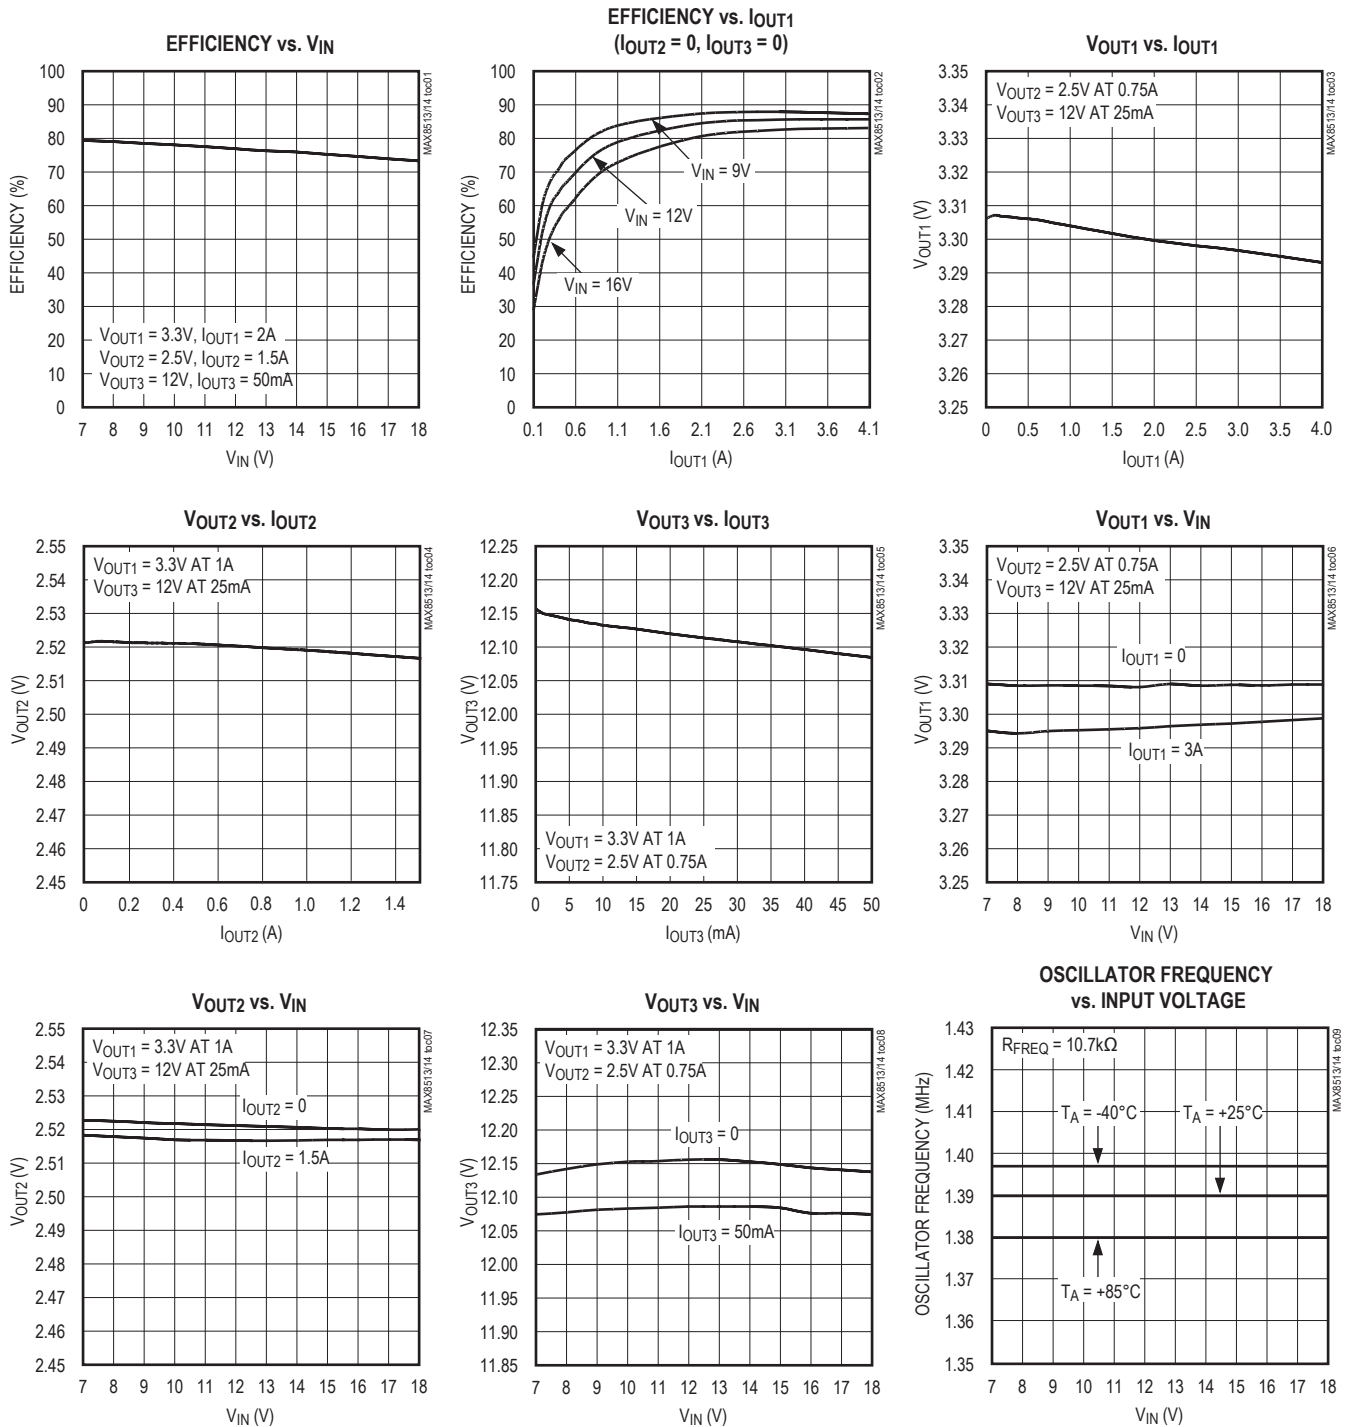 EFFICIENCY vs. VIN
100
90
80
70
60
50
40
30
20
10
0
EFFICIENCY (%)
VOUT1 = 3.3V, IOUT1 = 2A
VOUT2 = 2.5V, IOUT2 = 1.5A
VOUT3 = 12V, IOUT3 = 50mA
7 8 9 10 11 12 13 14 15 16 17 18
VIN (V)
MAX8513/14 toc01
EFFICIENCY vs. IOUT1
(IOUT2 = 0, IOUT3 = 0)
100
90
80
70
60
50
40
30
20
10
0
EFFICIENCY (%)
VIN = 9V
VIN = 12V
VIN = 16V
0.1 0.6 1.1 1.6 2.1 2.6 3.1 3.6 4.1
IOUT1 (A)
MAX8513/14 toc02
VOUT1 vs. IOUT1
3.35
3.34
3.33
3.32
3.31
3.30
3.29
3.28
3.27
3.26
3.25
VOUT1 (V)
VOUT2 = 2.5V AT 0.75A
VOUT3 = 12V AT 25mA
0 0.5 1.0 1.5 2.0 2.5 3.0 3.5 4.0
IOUT1 (A)
MAX8513/14 toc03
VOUT2 vs. IOUT2
2.55
2.54
2.53
2.52
2.51
2.50
2.49
2.48
2.47
2.46
2.45
VOUT2 (V)
VOUT1 = 3.3V AT 1A
VOUT3 = 12V AT 25mA
0 0.2 0.4 0.6 0.8 1.0 1.2 1.4
IOUT2 (A)
MAX8513/14 toc04
VOUT3 vs. IOUT3
12.25
12.20
12.15
12.10
12.05
12.00
11.95
11.90
11.85
11.80
11.75
VOUT3 (V)
VOUT1 = 3.3V AT 1A
VOUT2 = 2.5V AT 0.75A
0 5 10 15 20 25 30 35 40 45 50
IOUT3 (mA)
MAX8513/14 toc05
VOUT1 vs. VIN
3.35
3.34
3.33
3.32
3.31
3.30
3.29
3.28
3.27
3.26
3.25
VOUT1 (V)
VOUT2 = 2.5V AT 0.75A
VOUT3 = 12V AT 25mA
IOUT1 = 0
IOUT1 = 3A
7 8 9 10 11 12 13 14 15 16 17 18
VIN (V)
MAX8513/14 toc06
VOUT2 vs. VIN
2.55
2.54
2.53
2.52
2.51
2.50
2.49
2.48
2.47
2.46
2.45
VOUT2 (V)
VOUT1 = 3.3V AT 1A
VOUT3 = 12V AT 25mA
IOUT2 = 0
IOUT2 = 1.5A
7 8 9 10 11 12 13 14 15 16 17 18
VIN (V)
MAX8513/14 toc07
VOUT3 vs. VIN
12.35
12.30
12.25
12.20
12.15
12.10
12.05
12.00
11.95
11.90
11.85
VOUT3 (V)
VOUT1 = 3.3V AT 1A
VOUT2 = 2.5V AT 0.75A
IOUT3 = 0
IOUT3 = 50mA
7 8 9 10 11 12 13 14 15 16 17 18
VIN (V)
MAX8513/14 toc08
OSCILLATOR FREQUENCY
vs. INPUT VOLTAGE
1.43
1.42
1.41
1.40
1.39
1.38
1.37
1.36
1.35
OSCILLATOR FREQUENCY (MHz)
RFREQ = 10.7kΩ
TA = -40°C
TA = +25°C
TA = +85°C
7 8 9 10 11 12 13 14 15 16 17 18
VIN (V)
MAX8513/14 toc09